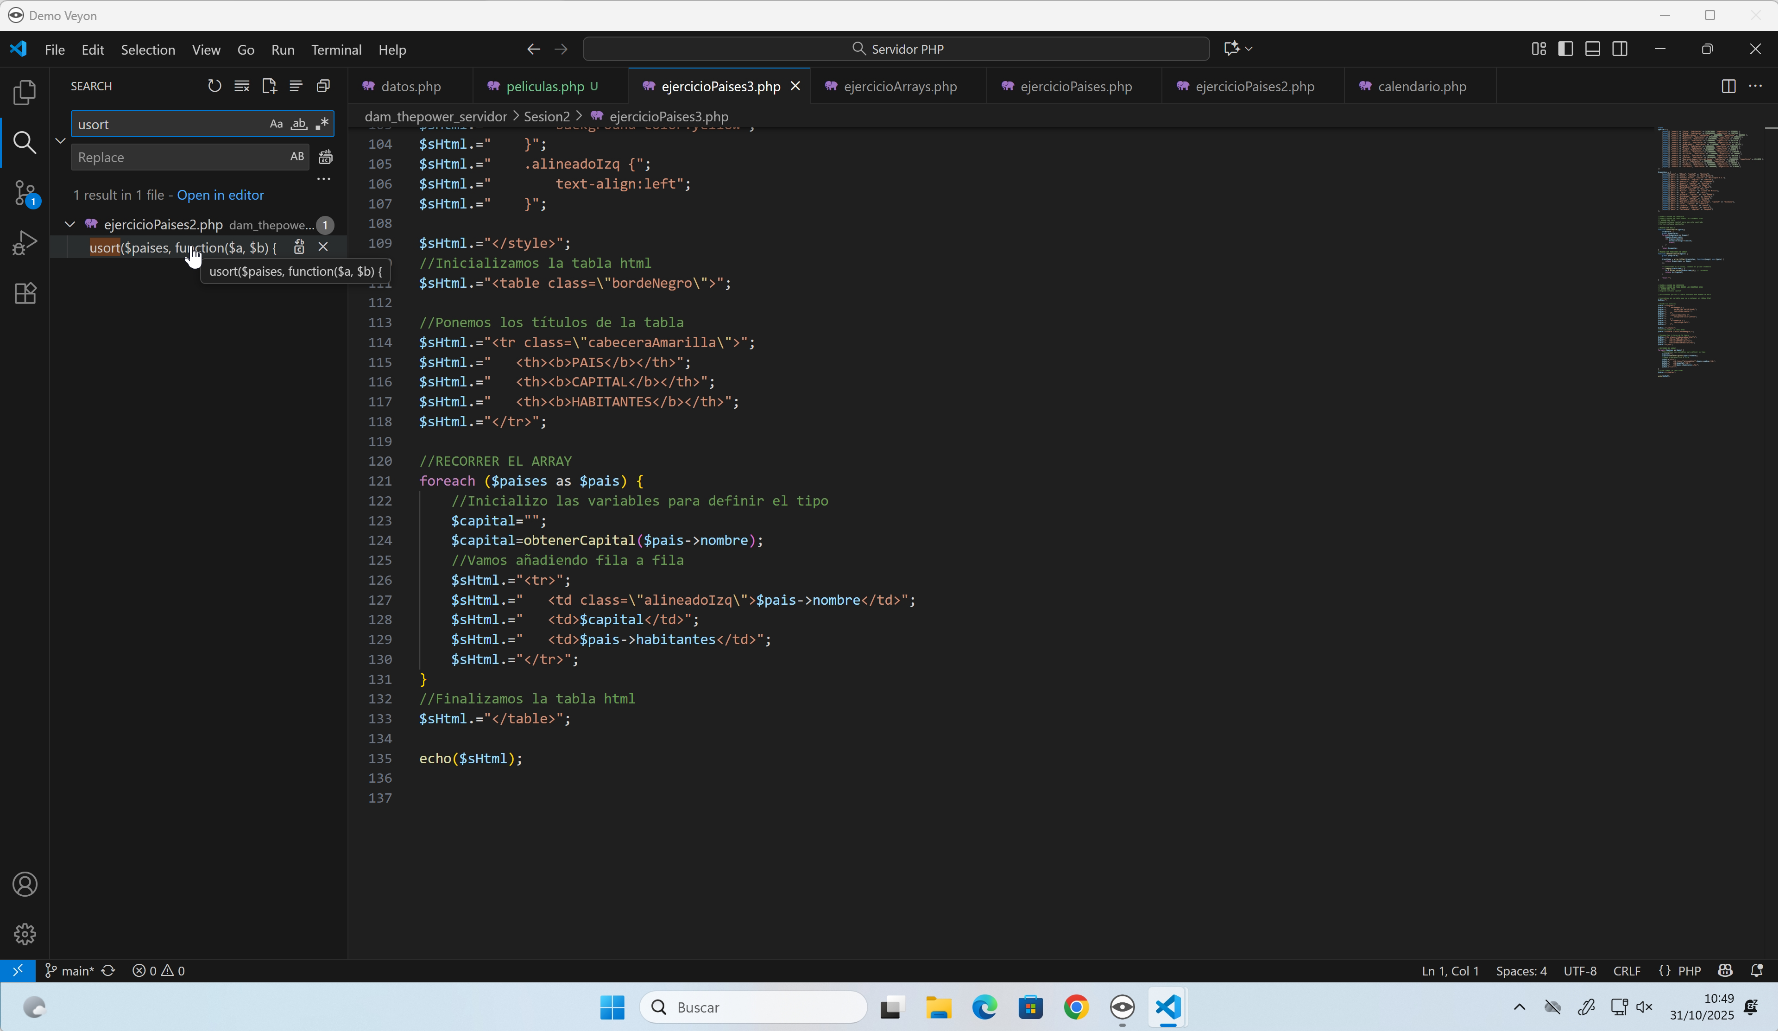 Demo Veyon
File Edit Selection View Go Run Terminal Help
Servidor PHP
SEARCH
datos.php
peliculas.php U
ejercicioPaises3.php
ejercicioArrays.php
ejercicioPaises.php
ejercicioPaises2.php
calendario.php
usort
Aa ab .*
Replace
AB
1 result in 1 file - Open in editor
ejercicioPaises2.php dam_thepowe... 1
usort($paises, function($a, $b) {
usort($paises, function($a, $b) {
dam_thepower_servidor > Sesion2 > ejercicioPaises3.php
104 $sHtml.="    }";
105 $sHtml.="    .alineadoIzq {";
106 $sHtml.="        text-align:left";
107 $sHtml.="    }";
108
109 $sHtml.="</style>";
//Inicializamos la tabla html
111 $sHtml.="<table class=\"bordeNegro\">";
112
113 //Ponemos los títulos de la tabla
114 $sHtml.="<tr class=\"cabeceraAmarilla\">";
115 $sHtml.="   <th><b>PAIS</b></th>";
116 $sHtml.="   <th><b>CAPITAL</b></th>";
117 $sHtml.="   <th><b>HABITANTES</b></th>";
118 $sHtml.="</tr>";
119
120 //RECORRER EL ARRAY
121 foreach ($paises as $pais) {
122     //Inicializo las variables para definir el tipo
123     $capital="";
124     $capital=obtenerCapital($pais->nombre);
125     //Vamos añadiendo fila a fila
126     $sHtml.="<tr>";
127     $sHtml.="   <td class=\"alineadoIzq\">$pais->nombre</td>";
128     $sHtml.="   <td>$capital</td>";
129     $sHtml.="   <td>$pais->habitantes</td>";
130     $sHtml.="</tr>";
131 }
132 //Finalizamos la tabla html
133 $sHtml.="</table>";
134
135 echo($sHtml);
136
137
main*
0 0
Ln 1, Col 1
Spaces: 4
UTF-8
CRLF
{ } PHP
Buscar
10:49
31/10/2025
1